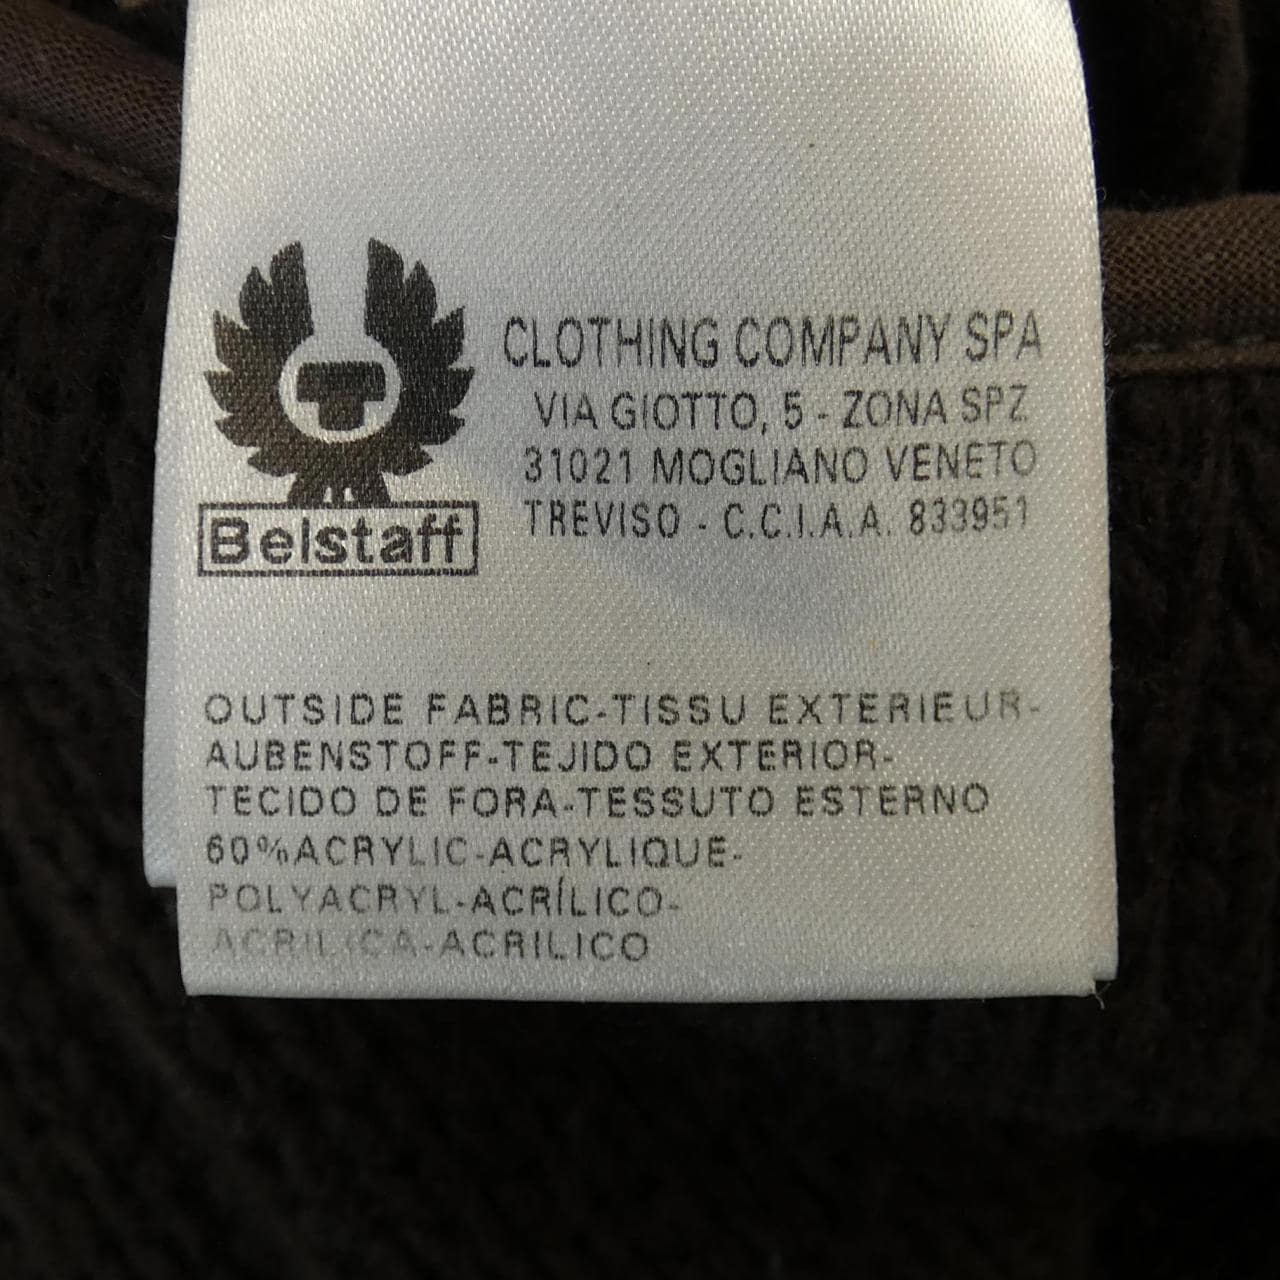 CLOTHING COMPANY SPA
VIA GIOTTO, 5 - ZONA SPZ
31021 MOGLIANO VENETO
TREVISO - C.C.I.A.A. 833951
Belstaff
OUTSIDE FABRIC-TISSU EXTERIEUR-
AUBENSTOFF-TEJIDO EXTERIOR-
TECIDO DE FORA-TESSUTO ESTERNO
60%ACRYLIC-ACRYLIQUE-
POLYACRYL-ACRÍLICO-
ACRILICA-ACRILICO